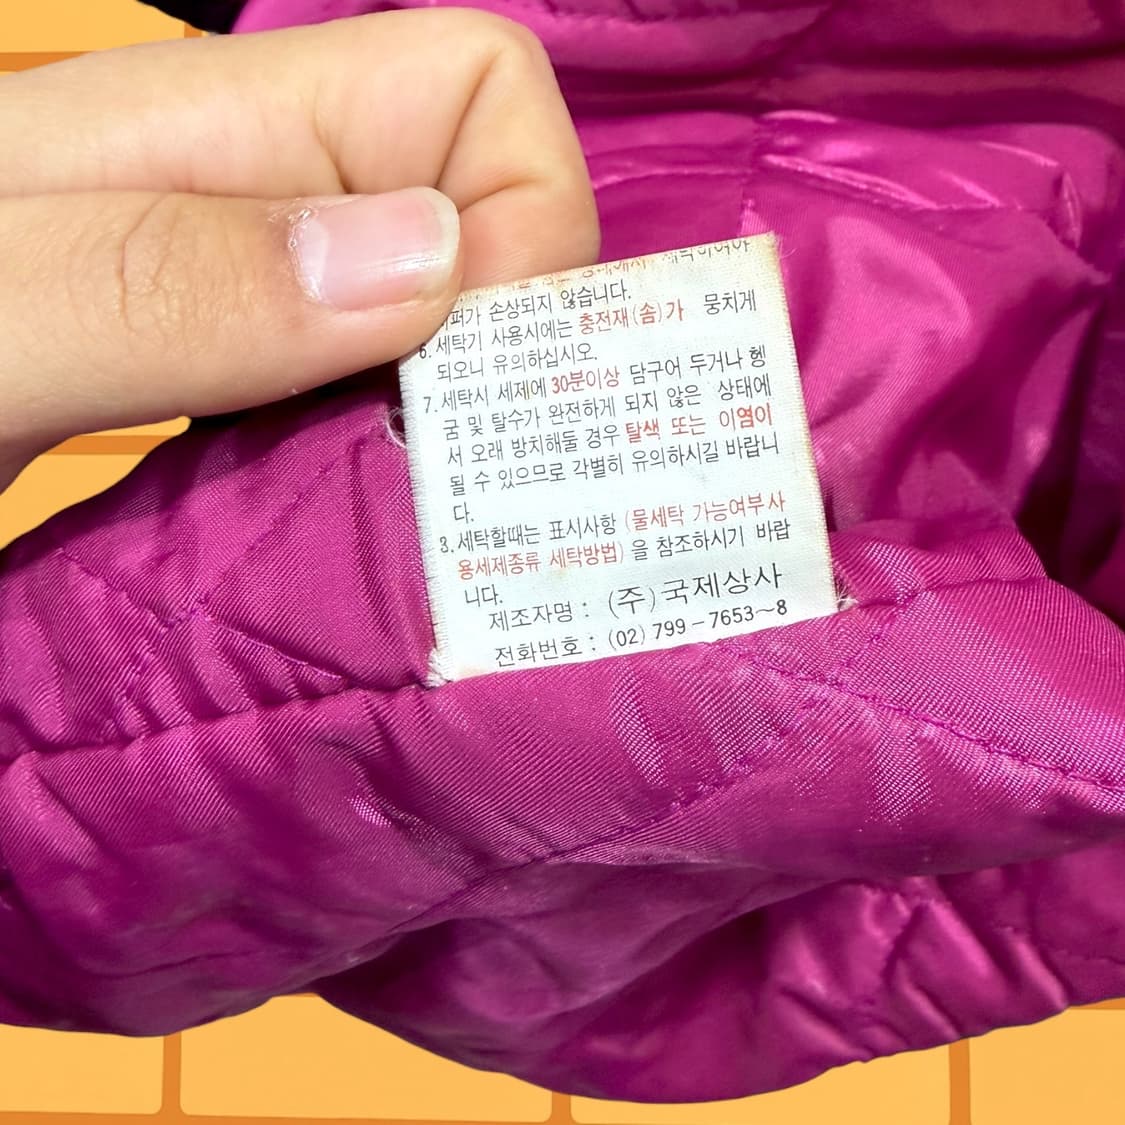 손상되지 않습니다.
6. 세탁기 사용시에는 충전재(솜)가 뭉치게
되오니 유의하십시오.
7. 세탁시 세제에 30분이상 담구어 두거나 헹
굼 및 탈수가 완전하게 되지 않은 상태에
서 오래 방치해둘 경우 탈색 또는 이염이
될 수 있으므로 각별히 유의하시길 바랍니
다.
8. 세탁할때는 표시사항 (물세탁 가능여부사
용세제종류 세탁방법)을 참조하시기 바랍
니다.
제조자명 : (주)국제상사
전화번호 : (02) 799-7653~8